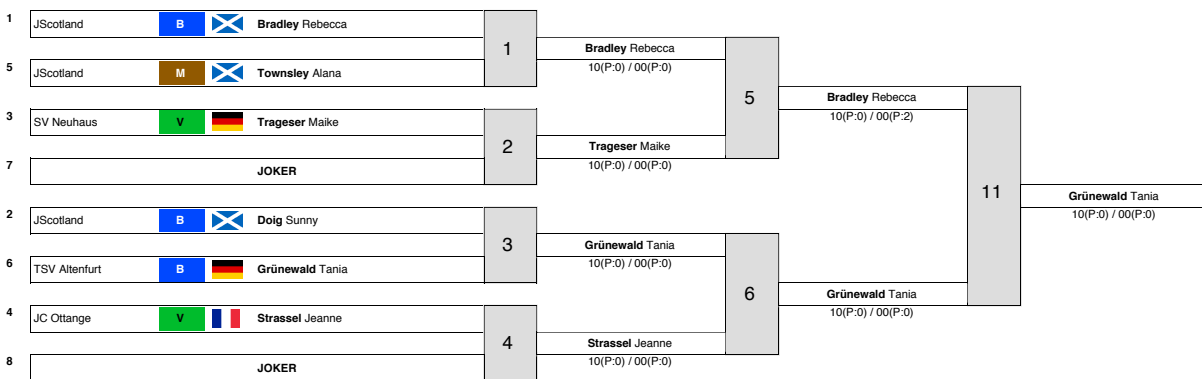 1 JScotland B Bradley Rebecca
1
Bradley Rebecca
10(P:0) / 00(P:0)
5 JScotland M Townsley Alana
5
Bradley Rebecca
10(P:0) / 00(P:2)
3 SV Neuhaus V Trageser Maike
2
Trageser Maike
10(P:0) / 00(P:0)
7 JOKER
11
Grünewald Tania
10(P:0) / 00(P:0)
2 JScotland B Doig Sunny
3
Grünewald Tania
10(P:0) / 00(P:0)
6 TSV Altenfurt B Grünewald Tania
6
Grünewald Tania
10(P:0) / 00(P:0)
4 JC Ottange V Strassel Jeanne
4
Strassel Jeanne
10(P:0) / 00(P:0)
8 JOKER